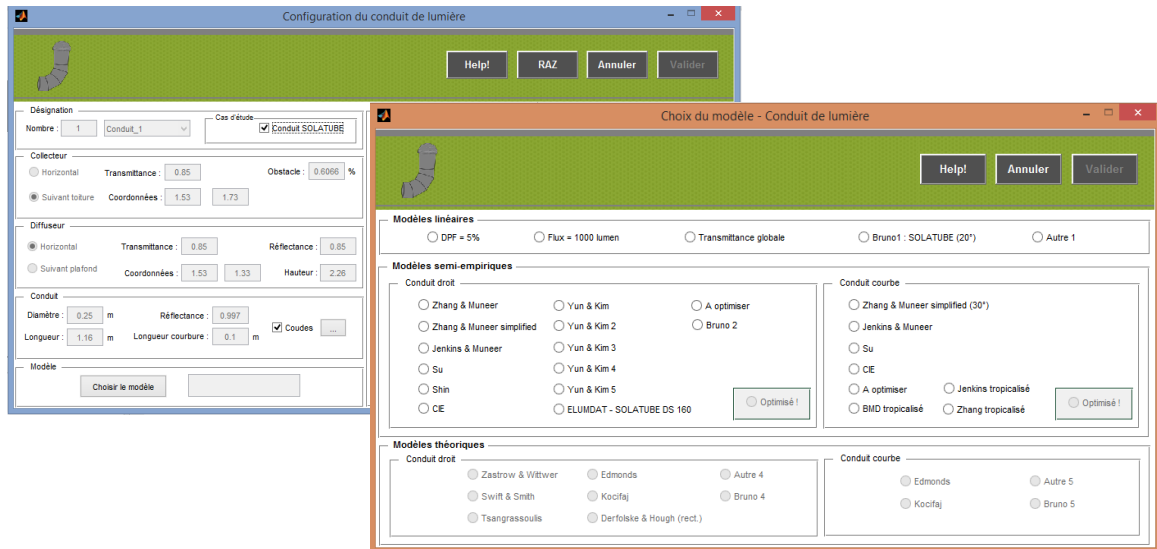 Configuration du conduit de lumière
Help! RAZ Annuler Valider
Désignation
Nombre : 1 Conduit_1
Cas d'étude
Conduit SOLATUBE
Collecteur
Horizontal Transmittance : 0.85 Obstacle : 0.6066 %
Suivant toiture Coordonnées : 1.53 1.73
Diffuseur
Horizontal Transmittance : 0.85 Réflectance : 0.85
Suivant plafond Coordonnées : 1.53 1.33 Hauteur : 2.26
Conduit
Diamètre : 0.25 m Réflectance : 0.997
Coudes ...
Longueur : 1.16 m Longueur courbure : 0.1 m
Modèle
Choisir le modèle
Choix du modèle - Conduit de lumière
Help! Annuler Valider
Modèles linéaires
DPF = 5% Flux = 1000 lumen Transmittance globale Bruno1 : SOLATUBE (20°) Autre 1
Modèles semi-empiriques
Conduit droit
Zhang & Muneer Yun & Kim A optimiser
Zhang & Muneer simplified Yun & Kim 2 Bruno 2
Jenkins & Muneer Yun & Kim 3
Su Yun & Kim 4
Shin Yun & Kim 5
CIE ELUMDAT - SOLATUBE DS 160
Optimisé !
Conduit courbe
Zhang & Muneer simplified (30°)
Jenkins & Muneer
Su
CIE
A optimiser Jenkins tropicalisé
BMD tropicalisé Zhang tropicalisé
Optimisé !
Modèles théoriques
Conduit droit
Zastrow & Wittwer Edmonds Autre 4
Swift & Smith Kocifaj Bruno 4
Tsangrassoulis Derfolske & Hough (rect.)
Conduit courbe
Edmonds Autre 5
Kocifaj Bruno 5